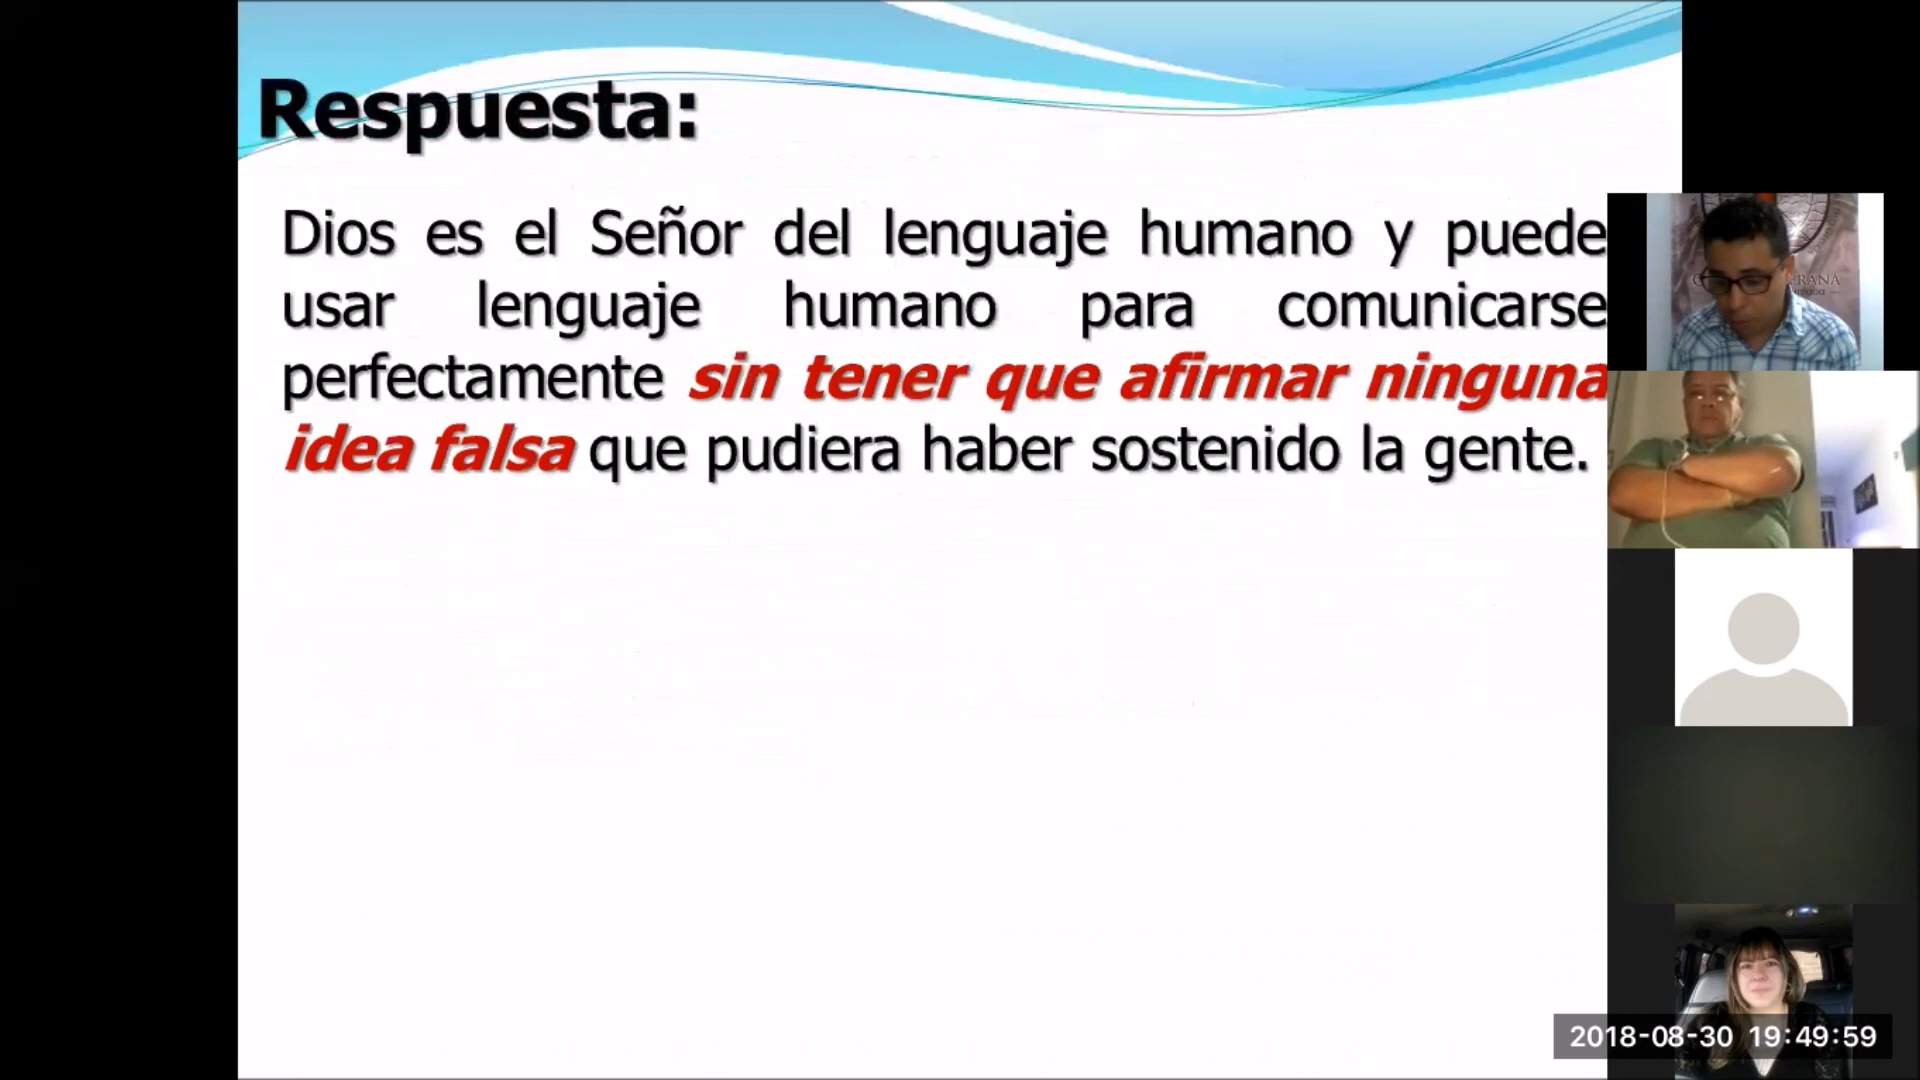 Respuesta:
Dios es el Señor del lenguaje humano y puede
usar lenguaje humano para comunicarse
perfectamente sin tener que afirmar ninguna
idea falsa que pudiera haber sostenido la gente.
2018-08-30 19:49:59